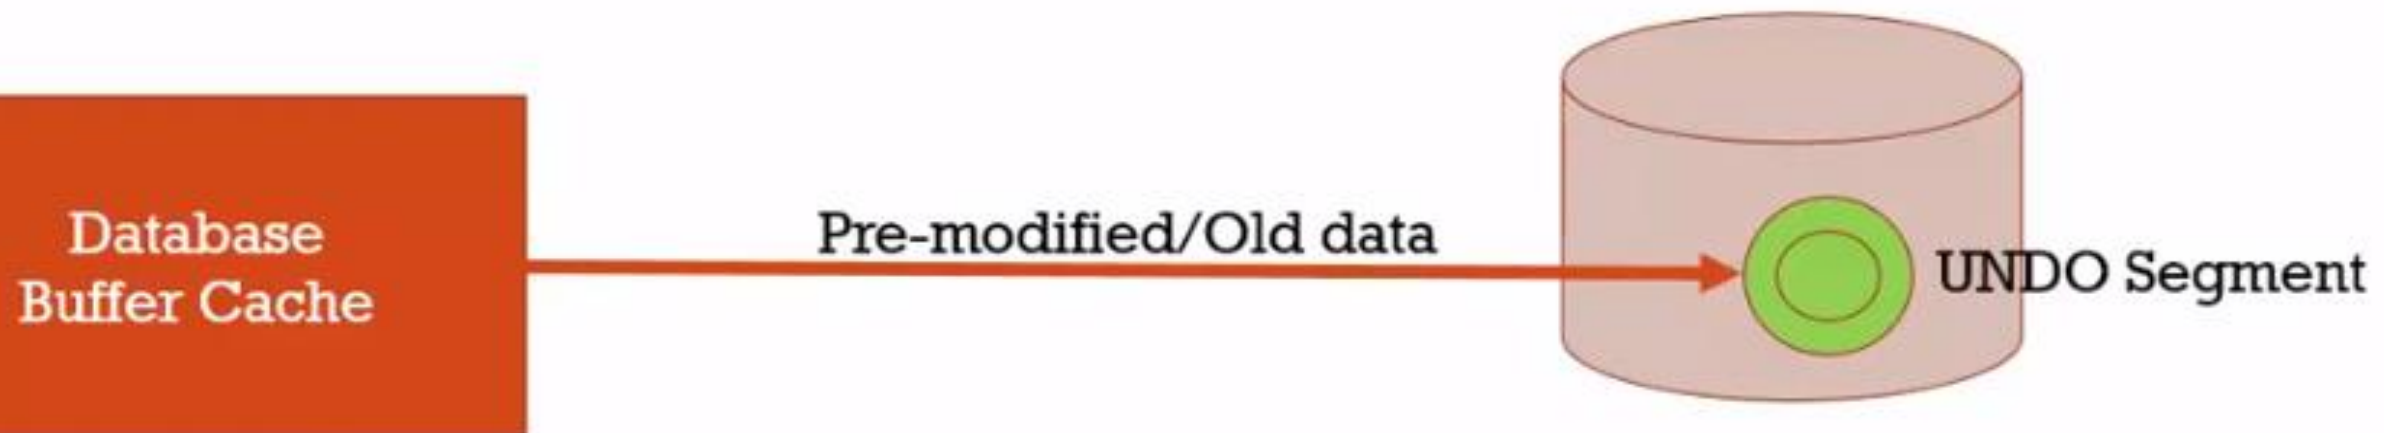 Database
Buffer Cache
Pre-modified/Old data
UNDO Segment